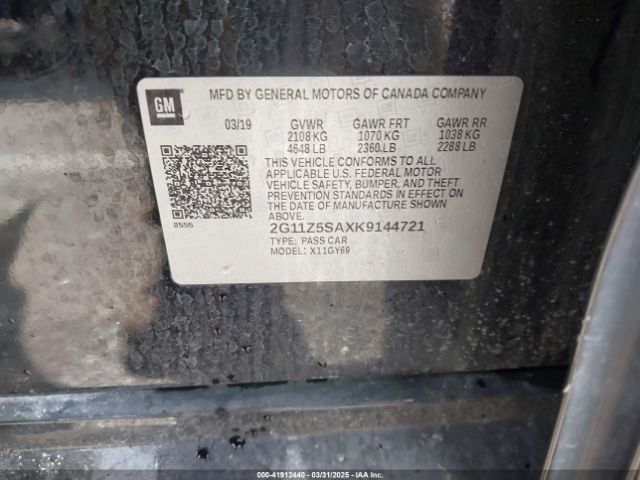 GM
MFD BY GENERAL MOTORS OF CANADA COMPANY
03/19 GVWR GAWR FRT GAWR RR
2108 KG 1070 KG 1038 KG
4648 LB 2360 LB 2288 LB
THIS VEHICLE CONFORMS TO ALL
APPLICABLE U.S. FEDERAL MOTOR
VEHICLE SAFETY, BUMPER, AND THEFT
PREVENTION STANDARDS IN EFFECT ON
THE DATE OF MANUFACTURE SHOWN
ABOVE.
8555
2G11Z5SAXK9144721
TYPE: PASS CAR
MODEL: X11GY69
000-41912440 - 03/31/2025 - IAAI.COM